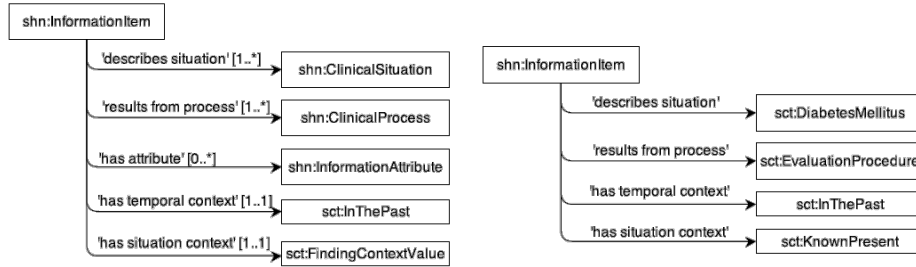 shn:InformationItem
'describes situation' [1..*]
shn:ClinicalSituation
'results from process' [1..*]
shn:ClinicalProcess
'has attribute' [0..*]
shn:InformationAttribute
'has temporal context' [1..1]
sct:InThePast
'has situation context' [1..1]
sct:FindingContextValue
shn:InformationItem
'describes situation'
sct:DiabetesMellitus
'results from process'
sct:EvaluationProcedure
'has temporal context'
sct:InThePast
'has situation context'
sct:KnownPresent